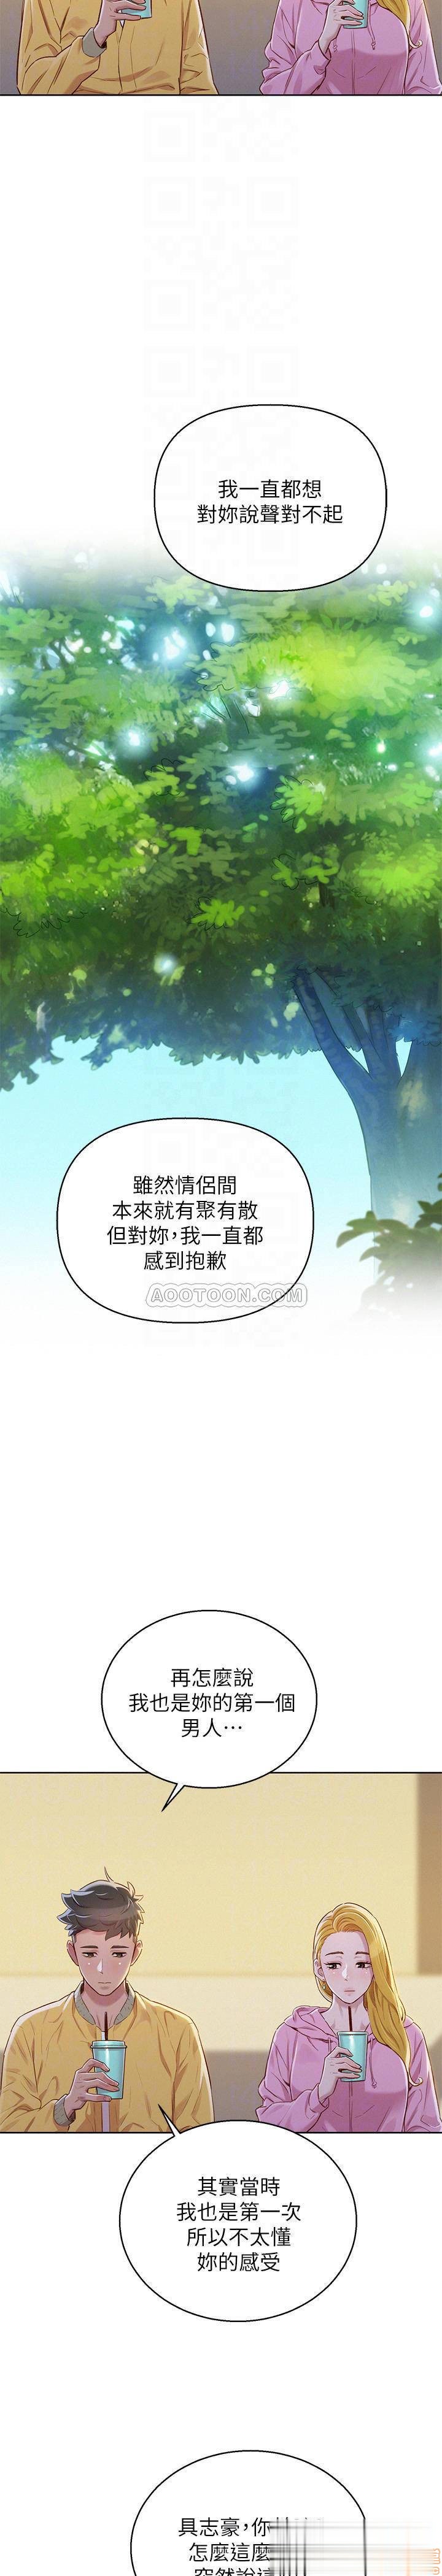 我一直都想
對妳說聲對不起
雖然情侶間
本來就有聚有散
但對妳，我一直都
感到抱歉
AOOTOON.COM
再怎麼說
我也是妳的第一個
男人…
其實當時
我也是第一次
所以不太懂
妳的感受
具志豪，你
怎麼這麼
突然說這